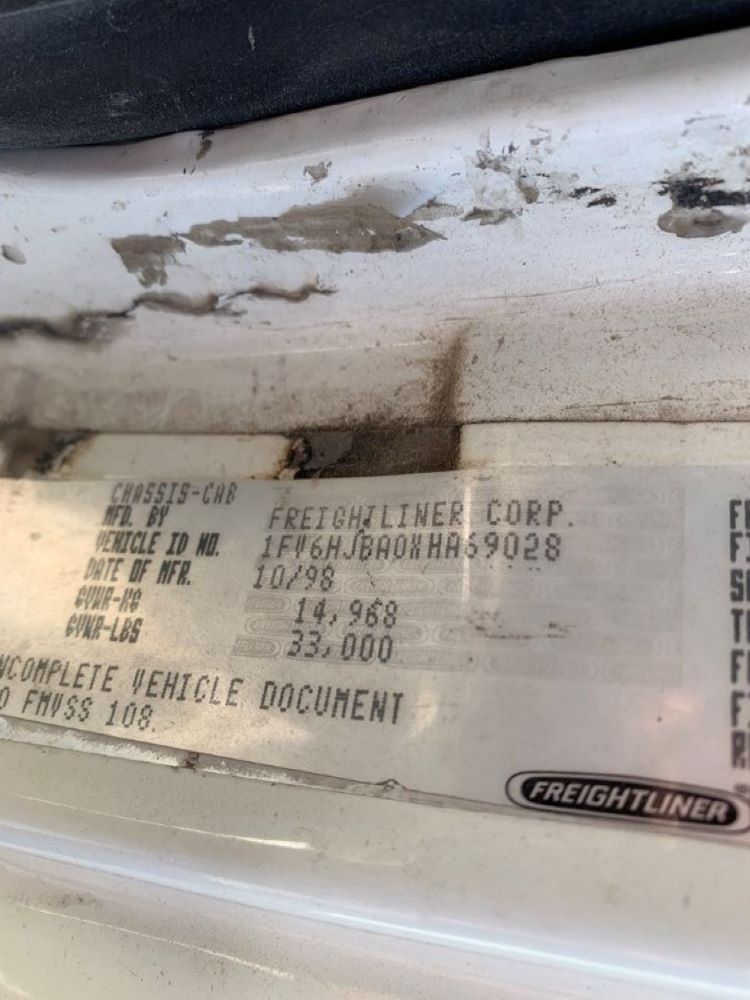 CHASSIS-CAB
MFD. BY FREIGHTLINER CORP.
VEHICLE ID NO. 1FV6HJBA0XHA69028
DATE OF MFR. 10/98
GVWR-KG 14,968
GVWR-LBS 33,000
NCOMPLETE VEHICLE DOCUMENT
O FMVSS 108.
FREIGHTLINER